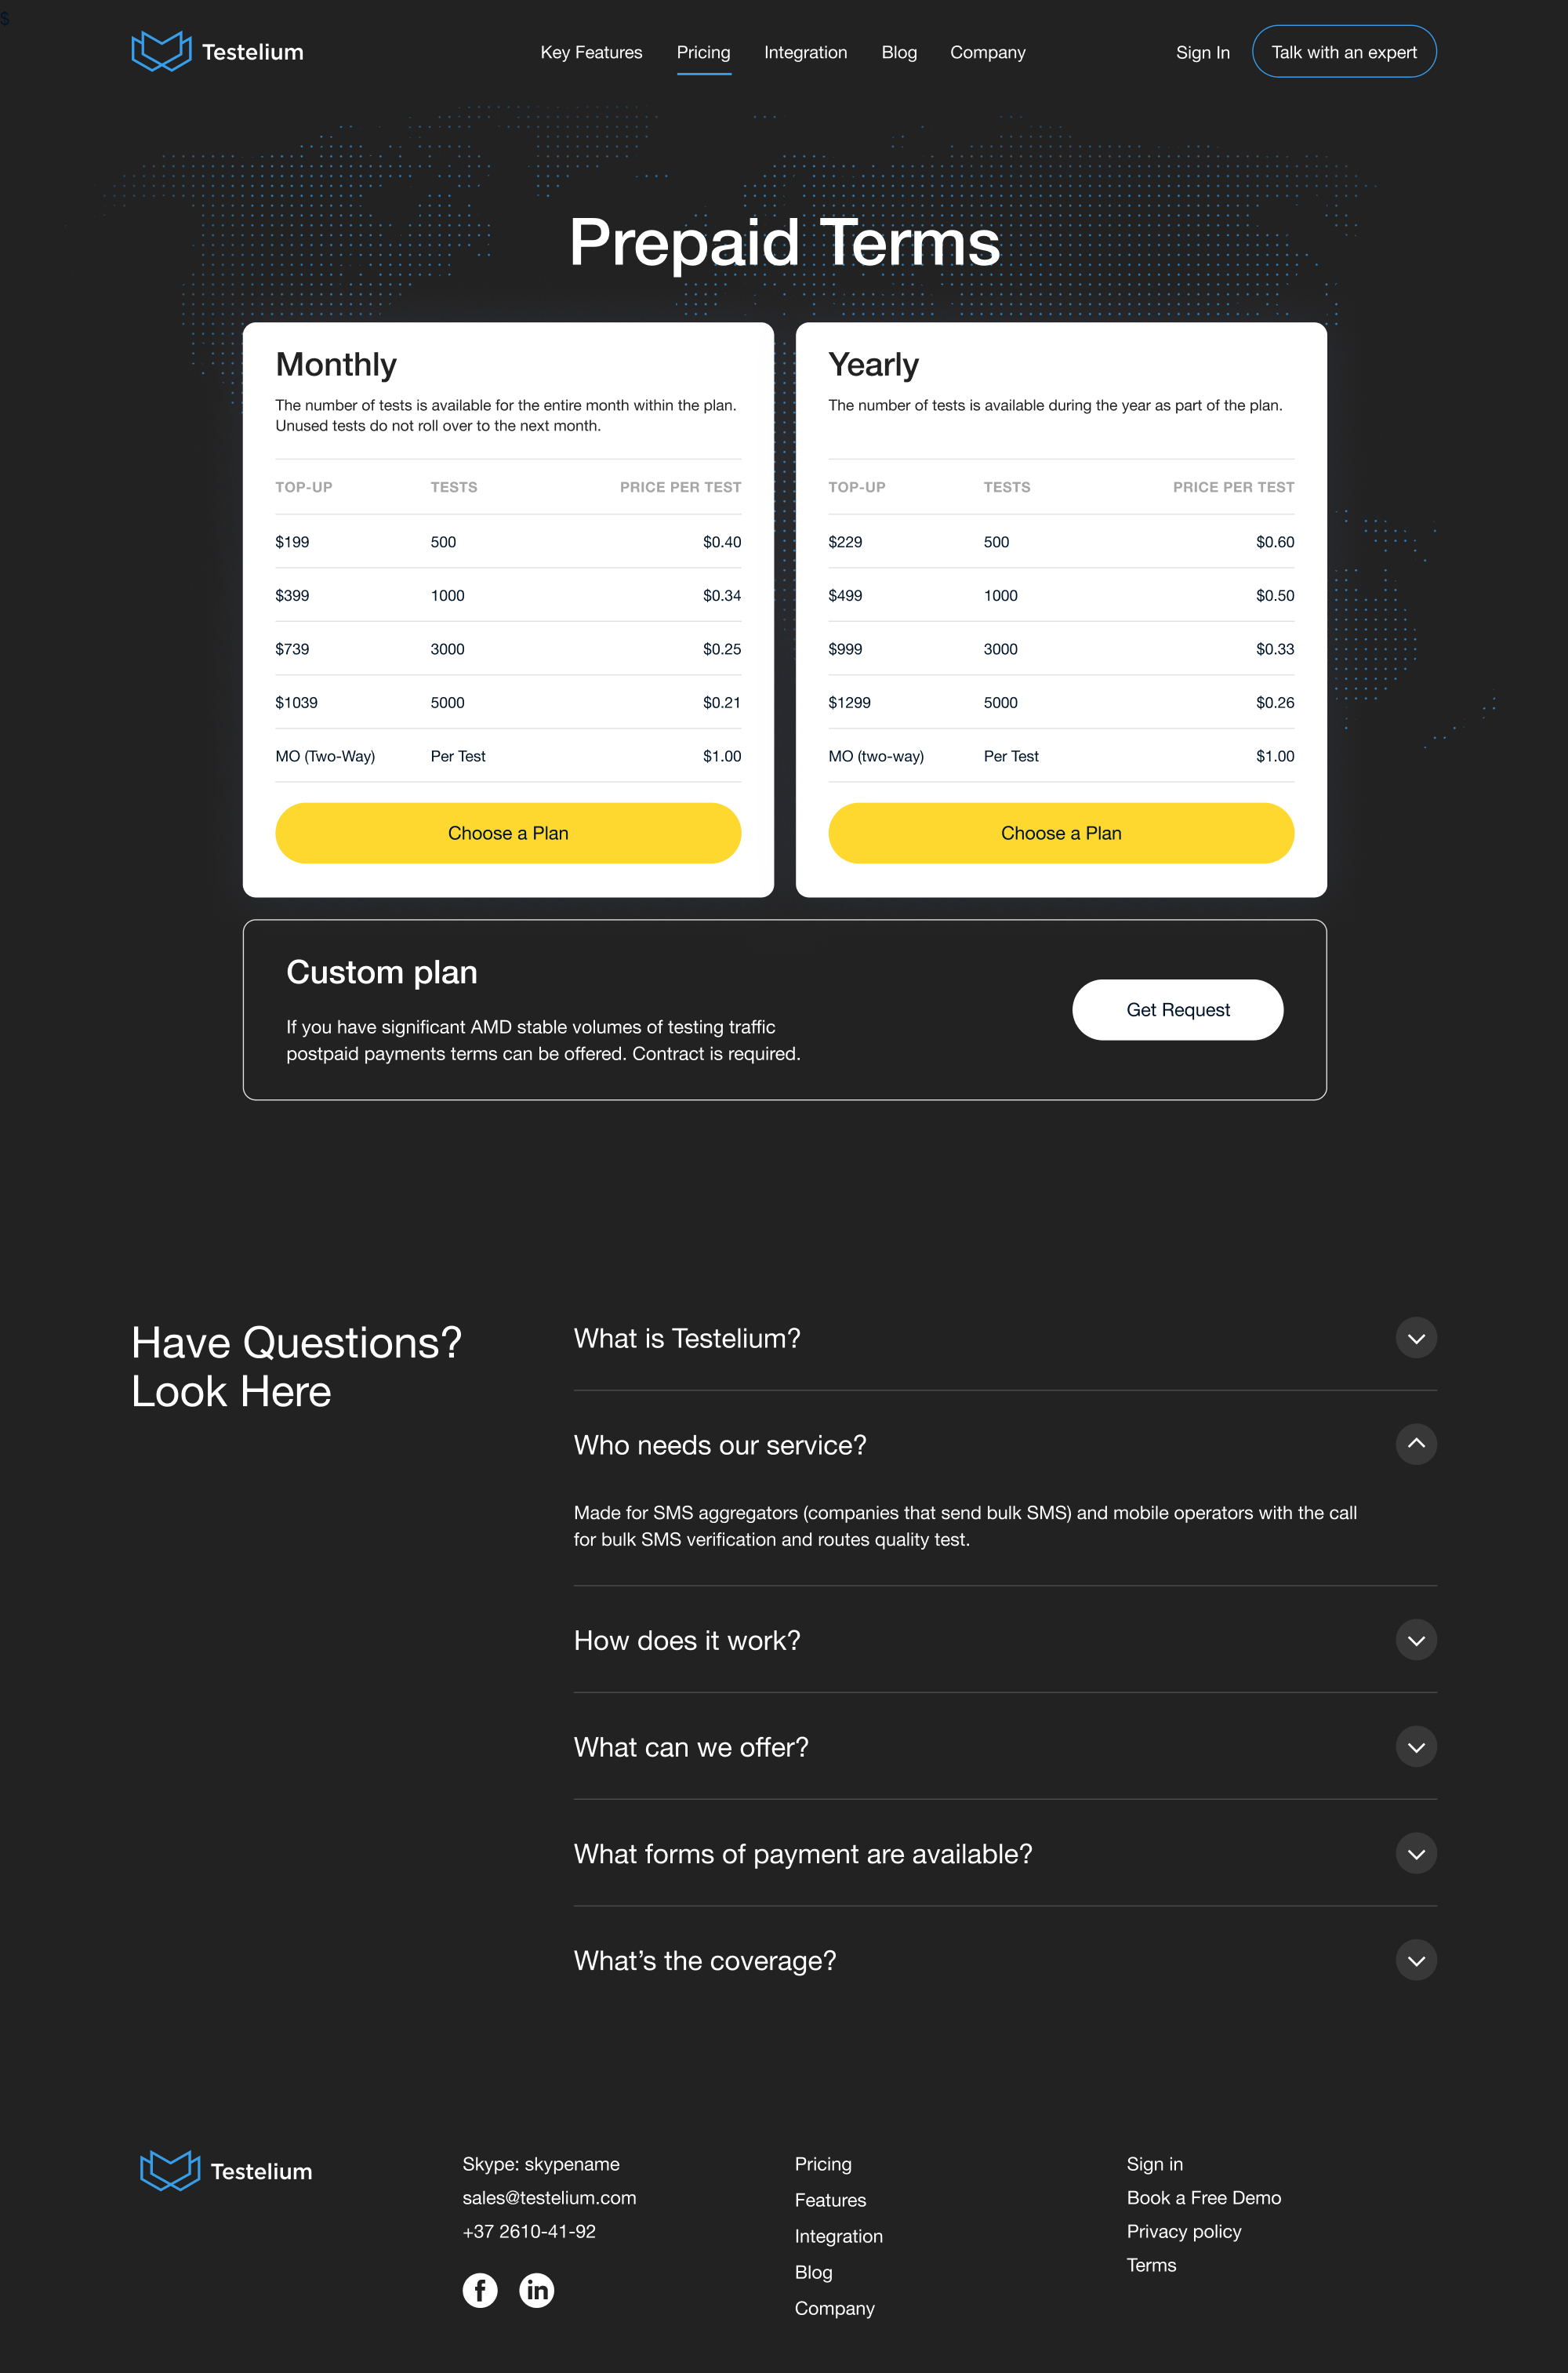 $
Testelium
Key Features
Pricing
Integration
Blog
Company
Sign In
Talk with an expert
Prepaid Terms
Monthly
The number of tests is available for the entire month within the plan.
Unused tests do not roll over to the next month.
TOP-UP TESTS PRICE PER TEST
$199 500 $0.40
$399 1000 $0.34
$739 3000 $0.25
$1039 5000 $0.21
MO (Two-Way) Per Test $1.00
Choose a Plan
Yearly
The number of tests is available during the year as part of the plan.
TOP-UP TESTS PRICE PER TEST
$229 500 $0.60
$499 1000 $0.50
$999 3000 $0.33
$1299 5000 $0.26
MO (two-way) Per Test $1.00
Choose a Plan
Custom plan
If you have significant AMD stable volumes of testing traffic
postpaid payments terms can be offered. Contract is required.
Get Request
Have Questions?
Look Here
What is Testelium?
Who needs our service?
Made for SMS aggregators (companies that send bulk SMS) and mobile operators with the call
for bulk SMS verification and routes quality test.
How does it work?
What can we offer?
What forms of payment are available?
What’s the coverage?
Testelium
Skype: skypename
sales@testelium.com
+37 2610-41-92
f
in
Pricing
Features
Integration
Blog
Company
Sign in
Book a Free Demo
Privacy policy
Terms